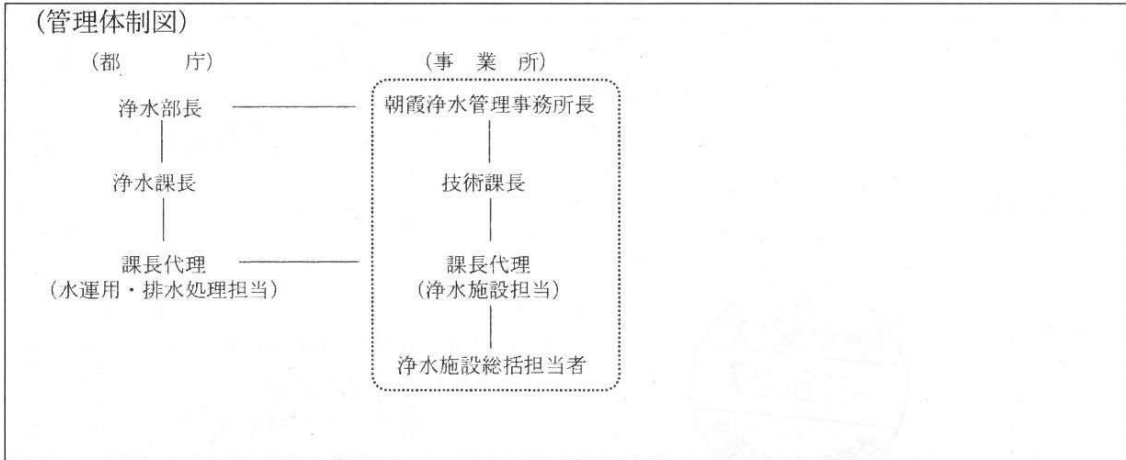 (管理体制図)
(都　　庁)　(事 業 所)
浄水部長　朝霞浄水管理事務所長
浄水課長　技術課長
課長代理　課長代理
(水運用・排水処理担当)　(浄水施設担当)
浄水施設総括担当者